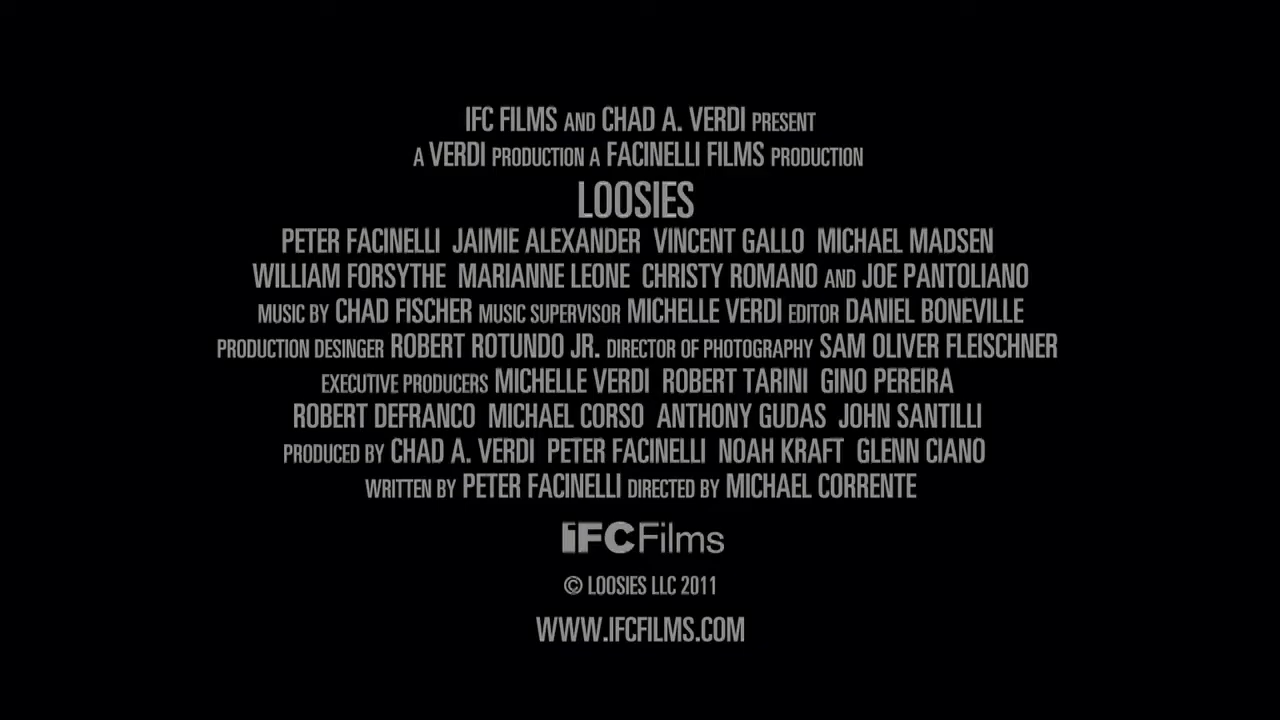 IFC FILMS AND CHAD A. VERDI PRESENT
A VERDI PRODUCTION A FACINELLI FILMS PRODUCTION
LOOSIES
PETER FACINELLI JAIMIE ALEXANDER VINCENT GALLO MICHAEL MADSEN
WILLIAM FORSYTHE MARIANNE LEONE CHRISTY ROMANO AND JOE PANTOLIANO
MUSIC BY CHAD FISCHER MUSIC SUPERVISOR MICHELLE VERDI EDITOR DANIEL BONEVILLE
PRODUCTION DESINGER ROBERT ROTUNDO JR. DIRECTOR OF PHOTOGRAPHY SAM OLIVER FLEISCHNER
EXECUTIVE PRODUCERS MICHELLE VERDI ROBERT TARINI GINO PEREIRA
ROBERT DEFRANCO MICHAEL CORSO ANTHONY GUDAS JOHN SANTILLI
PRODUCED BY CHAD A. VERDI PETER FACINELLI NOAH KRAFT GLENN CIANO
WRITTEN BY PETER FACINELLI DIRECTED BY MICHAEL CORRENTE
iFC Films
© LOOSIES LLC 2011
WWW.IFCFILMS.COM